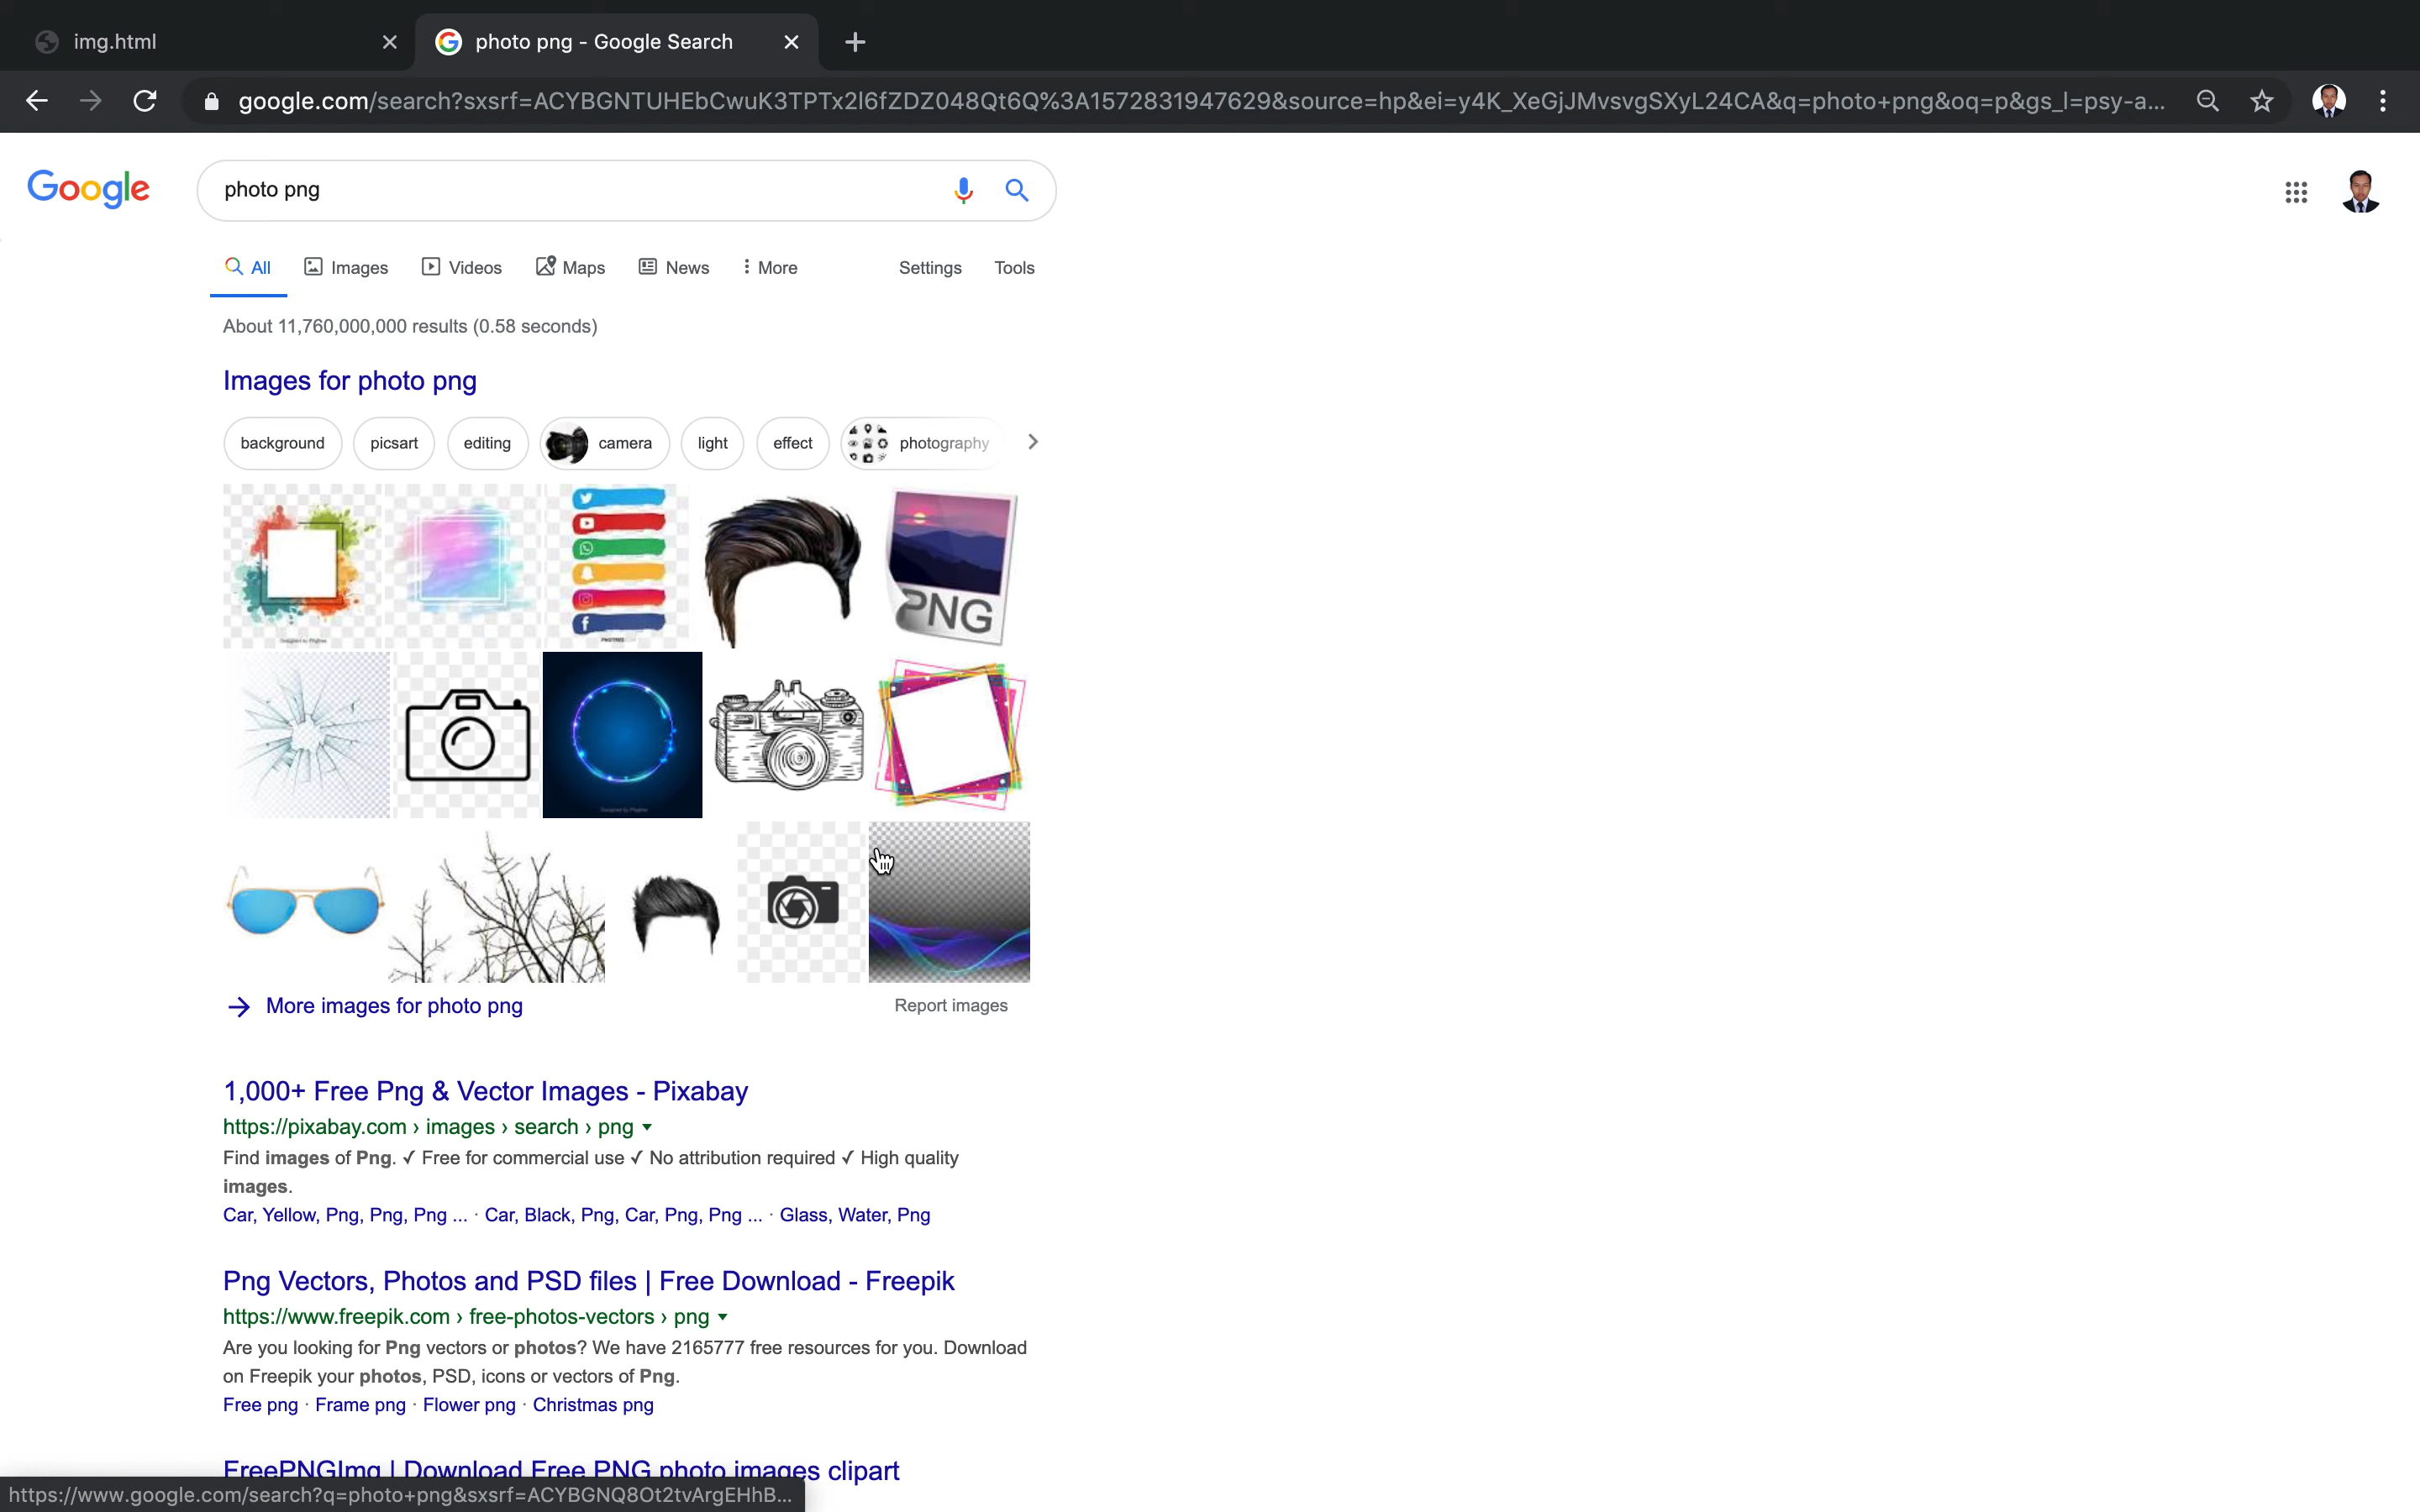 img.html
photo png - Google Search
google.com/search?sxsrf=ACYBGNTUHEbCwuK3TPTx2l6fZDZ048Qt6Q%3A1572831947629&source=hp&ei=y4K_XeGjJMvsvgSXyL24CA&q=photo+png&oq=p&gs_l=psy-a...
Google
photo png
All Images Videos Maps News More Settings Tools
About 11,760,000,000 results (0.58 seconds)
Images for photo png
background picsart editing camera light effect photography
PNG
More images for photo png Report images
1,000+ Free Png & Vector Images - Pixabay
https://pixabay.com › images › search › png
Find images of Png. ✓ Free for commercial use ✓ No attribution required ✓ High quality
images.
Car, Yellow, Png, Png, Png ... · Car, Black, Png, Car, Png, Png ... · Glass, Water, Png
Png Vectors, Photos and PSD files | Free Download - Freepik
https://www.freepik.com › free-photos-vectors › png
Are you looking for Png vectors or photos? We have 2165777 free resources for you. Download
on Freepik your photos, PSD, icons or vectors of Png.
Free png · Frame png · Flower png · Christmas png
FreePNGImg | Download Free PNG photo images clipart
https://www.google.com/search?q=photo+png&sxsrf=ACYBGNQ8Ot2tvArgEHhB...